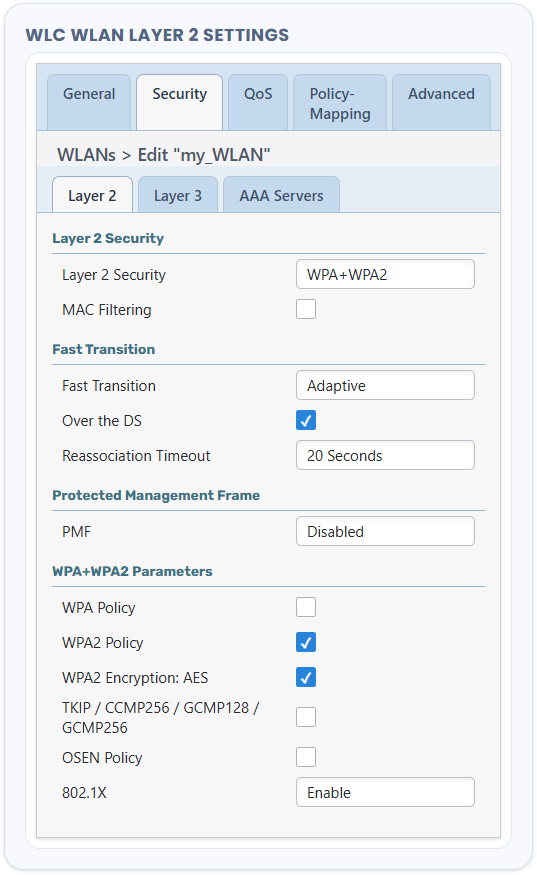 WLC WLAN LAYER 2 SETTINGS
General
Security
QoS
Policy-
Mapping
Advanced
WLANs > Edit "my_WLAN"
Layer 2
Layer 3
AAA Servers
Layer 2 Security
Layer 2 Security
WPA+WPA2
MAC Filtering
Fast Transition
Fast Transition
Adaptive
Over the DS
Reassociation Timeout
20 Seconds
Protected Management Frame
PMF
Disabled
WPA+WPA2 Parameters
WPA Policy
WPA2 Policy
WPA2 Encryption: AES
TKIP / CCMP256 / GCMP128 /
GCMP256
OSEN Policy
802.1X
Enable